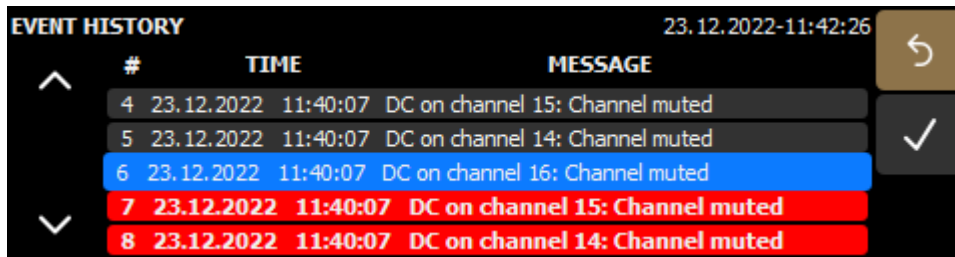 EVENT HISTORY 23.12.2022-11:42:26
# TIME MESSAGE
4 23.12.2022 11:40:07 DC on channel 15: Channel muted
5 23.12.2022 11:40:07 DC on channel 14: Channel muted
6 23.12.2022 11:40:07 DC on channel 16: Channel muted
7 23.12.2022 11:40:07 DC on channel 15: Channel muted
8 23.12.2022 11:40:07 DC on channel 14: Channel muted